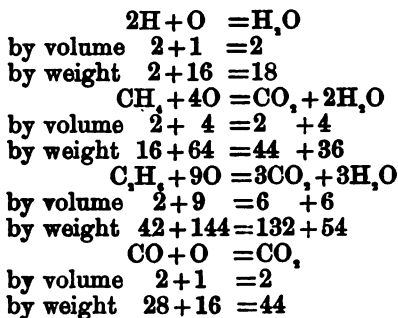 2H+O =H₂O
by volume 2+1 =2
by weight 2+16 =18
CH₄+4O=CO₂+2H₂O
by volume 2+ 4 =2 +4
by weight 16+64 =44 +36
C₃H₆+9O=3CO₂+3H₂O
by volume 2+9 =6 +6
by weight 42+144=132+54
CO+O =CO₂
by volume 2+1 =2
by weight 28+16 =44